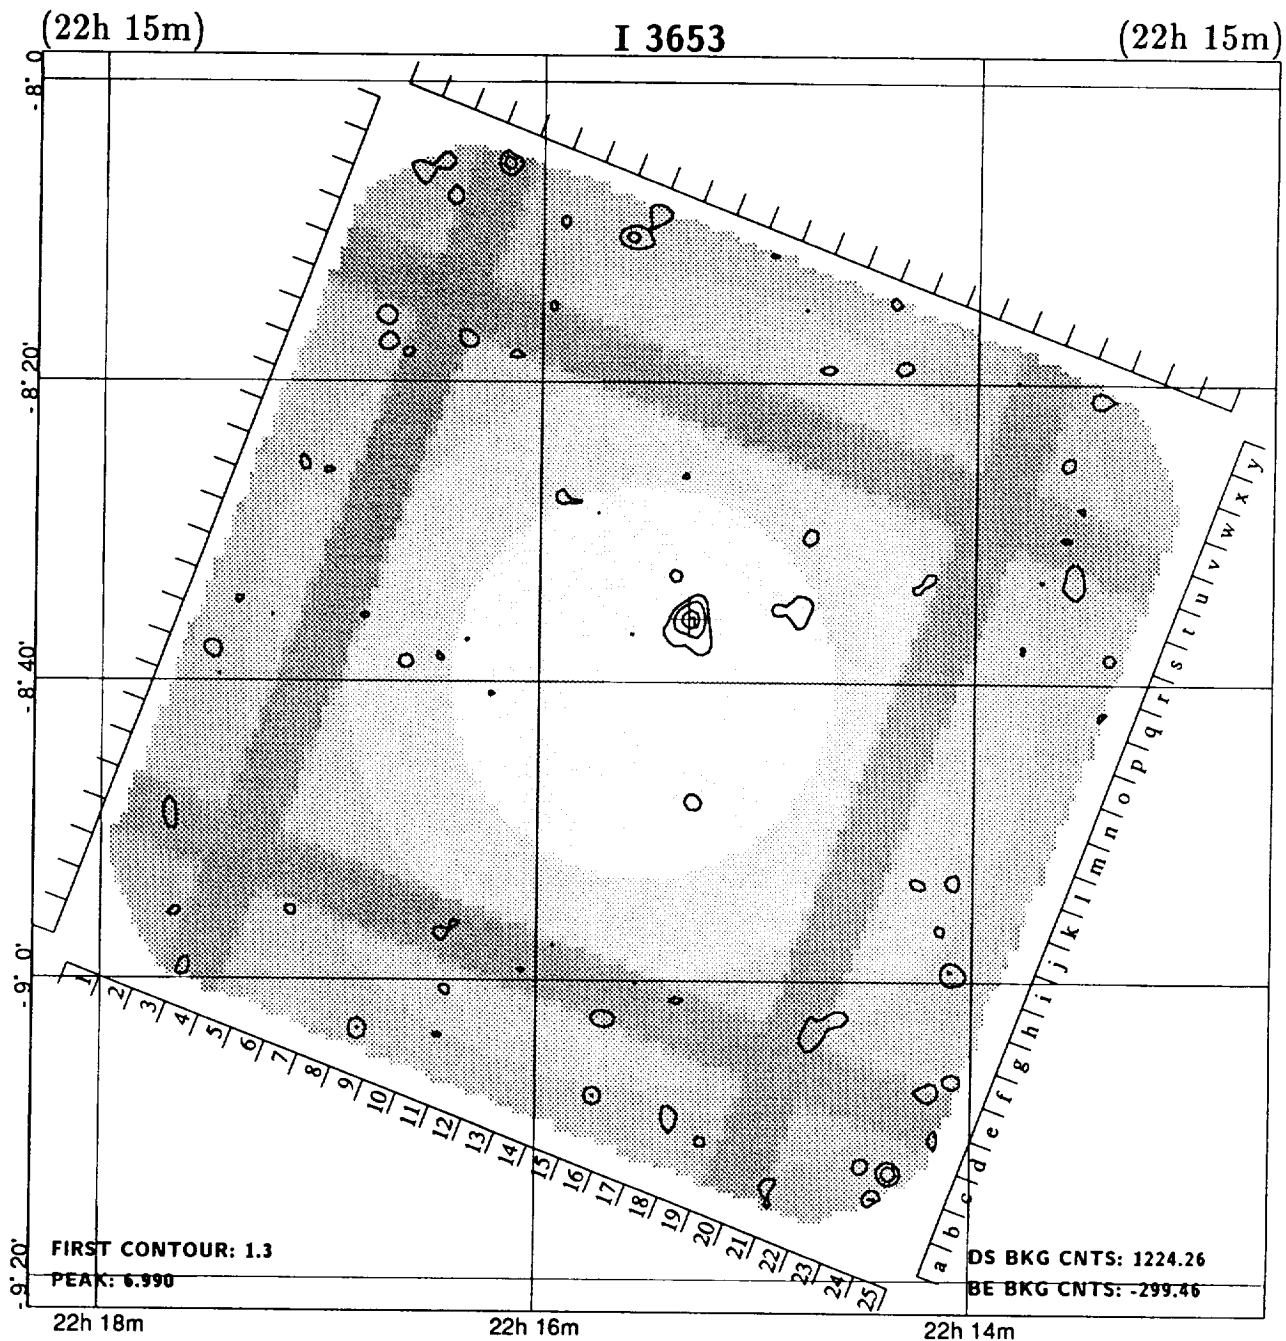 (22h 15m) I 3653 (22h 15m)
-8° 0'
-8° 20'
-8° 40'
-9° 0'
-9° 20'
y
x
w
v
u
t
s
r
q
p
o
n
m
l
k
j
i
h
g
f
e
d
c
b
a
1 2 3 4 5 6 7 8 9 10 11 12 13 14 15 16 17 18 19 20 21 22 23 24 25
FIRST CONTOUR: 1.3
PEAK: 6.990
DS BKG CNTS: 1224.26
BE BKG CNTS: -299.46
22h 18m 22h 16m 22h 14m